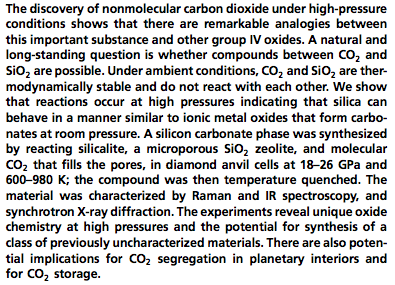 The discovery of nonmolecular carbon dioxide under high-pressure
conditions shows that there are remarkable analogies between
this important substance and other group IV oxides. A natural and
long-standing question is whether compounds between CO₂ and
SiO₂ are possible. Under ambient conditions, CO₂ and SiO₂ are ther-
modynamically stable and do not react with each other. We show
that reactions occur at high pressures indicating that silica can
behave in a manner similar to ionic metal oxides that form carbo-
nates at room pressure. A silicon carbonate phase was synthesized
by reacting silicalite, a microporous SiO₂ zeolite, and molecular
CO₂ that fills the pores, in diamond anvil cells at 18–26 GPa and
600–980 K; the compound was then temperature quenched. The
material was characterized by Raman and IR spectroscopy, and
synchrotron X-ray diffraction. The experiments reveal unique oxide
chemistry at high pressures and the potential for synthesis of a
class of previously uncharacterized materials. There are also poten-
tial implications for CO₂ segregation in planetary interiors and
for CO₂ storage.